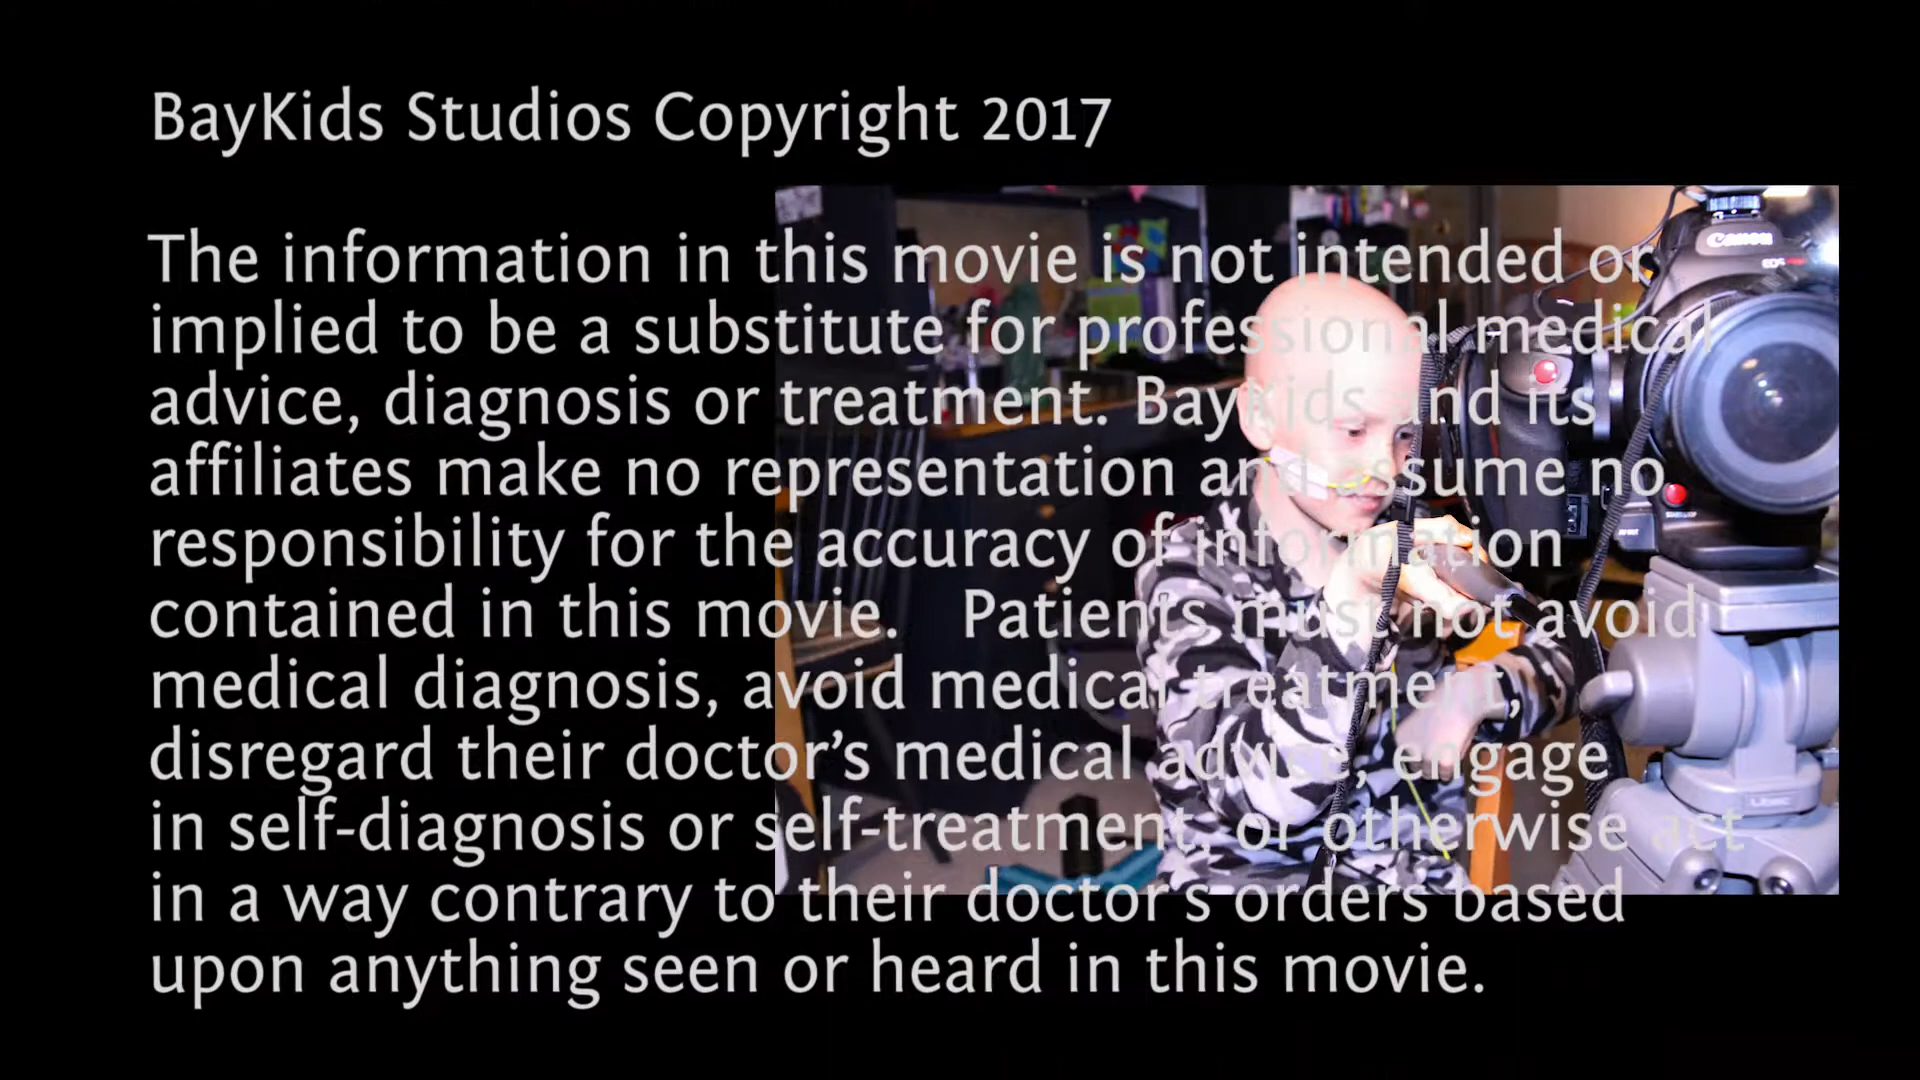 BayKids Studios Copyright 2017
The information in this movie is not intended or
implied to be a substitute for professional medical
advice, diagnosis or treatment. BayKids and its
affiliates make no representation and assume no
responsibility for the accuracy of information
contained in this movie. Patients must not avoid
medical diagnosis, avoid medical treatment,
disregard their doctor’s medical advice, engage
in self-diagnosis or self-treatment, or otherwise act
in a way contrary to their doctor’s orders based
upon anything seen or heard in this movie.
Canon
EOS
Libec